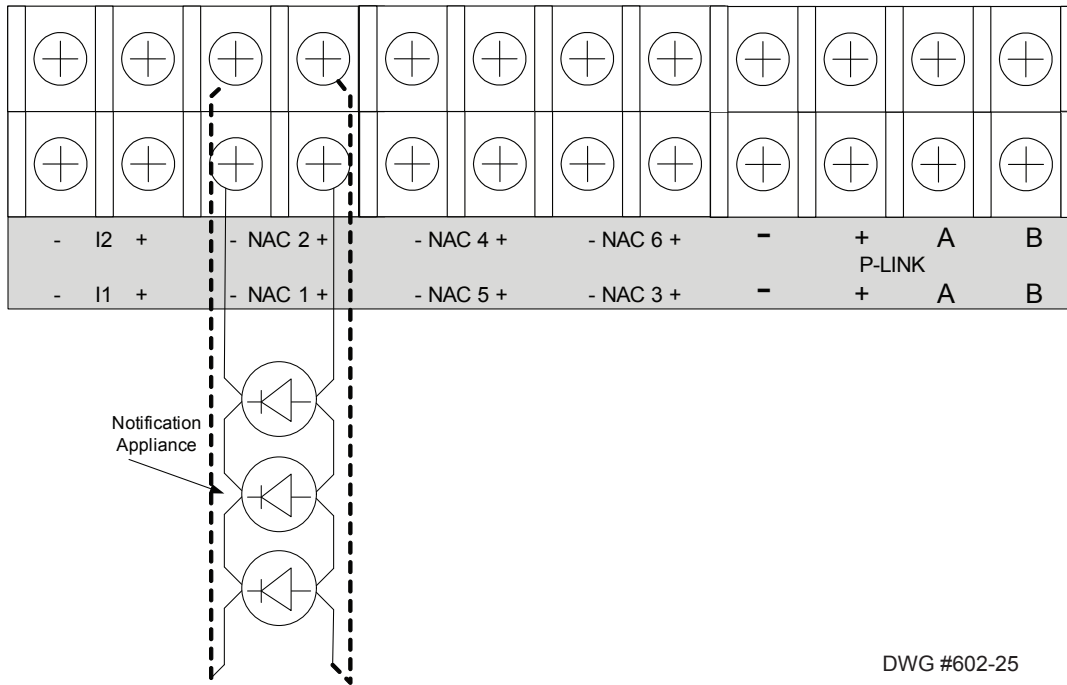 - I2 + - NAC 2 + - NAC 4 + - NAC 6 + - + A B
P-LINK
- I1 + - NAC 1 + - NAC 5 + - NAC 3 + - + A B
Notification
Appliance
DWG #602-25